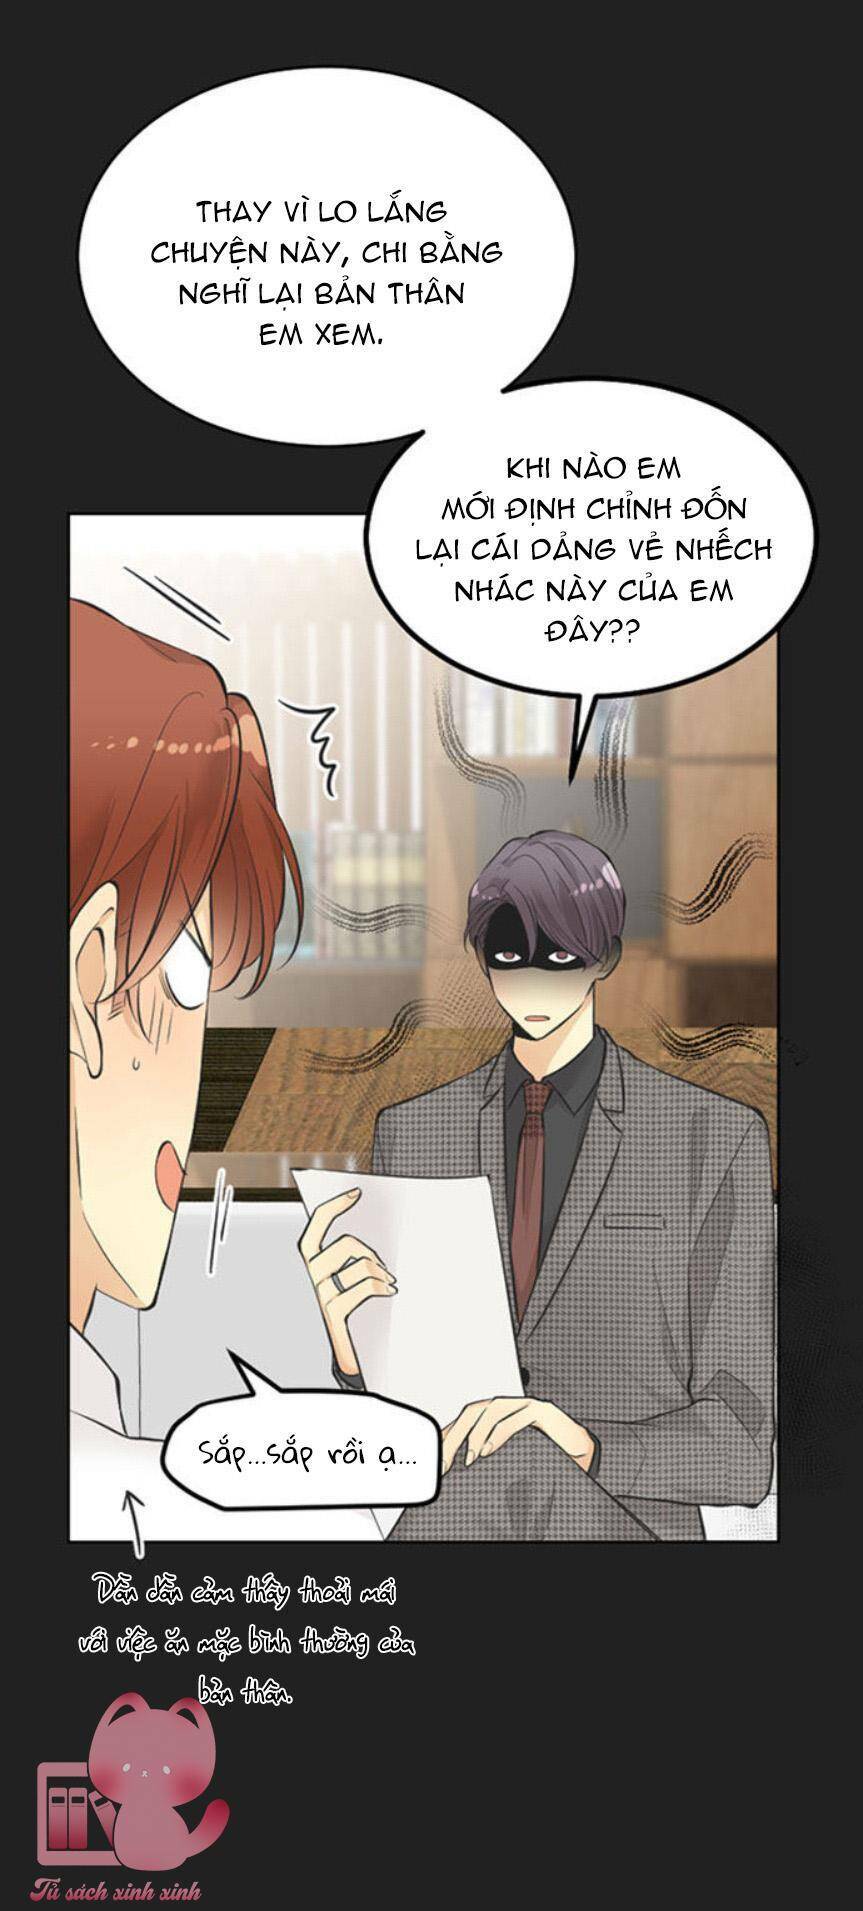 THAY VÌ LO LẮNG
CHUYỆN NÀY, CHI BẰNG
NGHĨ LẠI BẢN THÂN
EM XEM.
KHI NÀO EM
MỚI ĐỊNH CHỈNH ĐỐN
LẠI CÁI DẢNG VẺ NHẾCH
NHÁC NÀY CỦA EM
ĐÂY??
Sắp...sắp rồi ạ...
Dần dần cảm thấy thoải mái
với việc ăn mặc bình thường của
bản thân.
Tủ sách xinh xinh